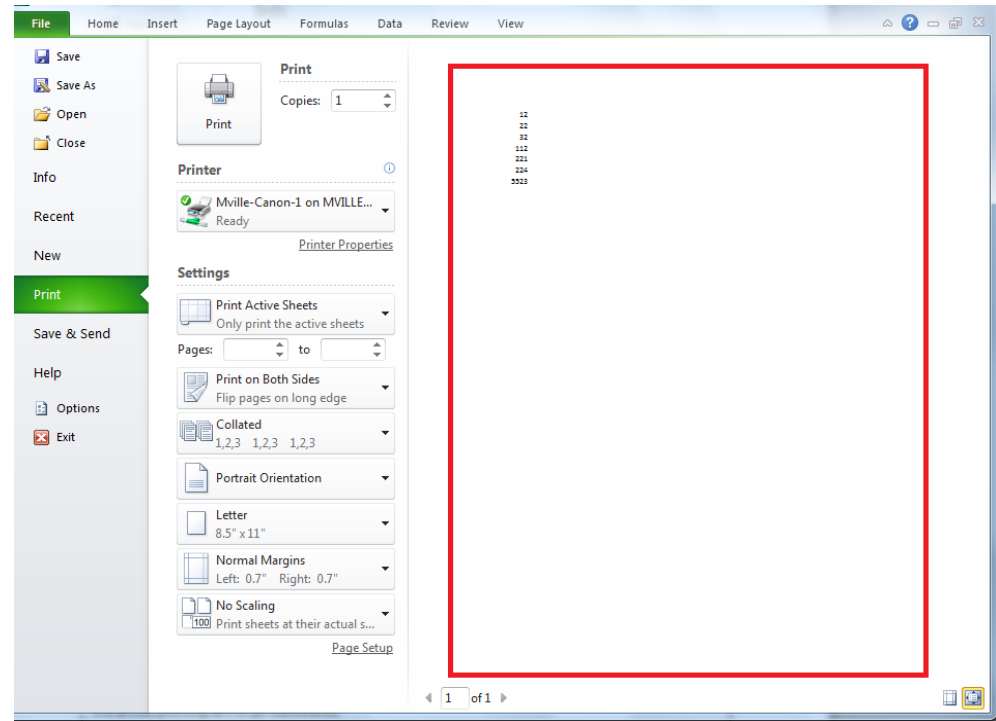 File Home Insert Page Layout Formulas Data Review View
Save
Save As
Open
Close
Info
Recent
New
Print
Save & Send
Help
Options
Exit
Print
Print
Copies: 1
Printer
Mville-Canon-1 on MVILLE...
Ready
Printer Properties
Settings
Print Active Sheets
Only print the active sheets
Pages: to
Print on Both Sides
Flip pages on long edge
Collated
1,2,3 1,2,3 1,2,3
Portrait Orientation
Letter
8.5" x 11"
Normal Margins
Left: 0.7" Right: 0.7"
No Scaling
100
Print sheets at their actual s...
Page Setup
12
22
32
112
221
224
1 of 1